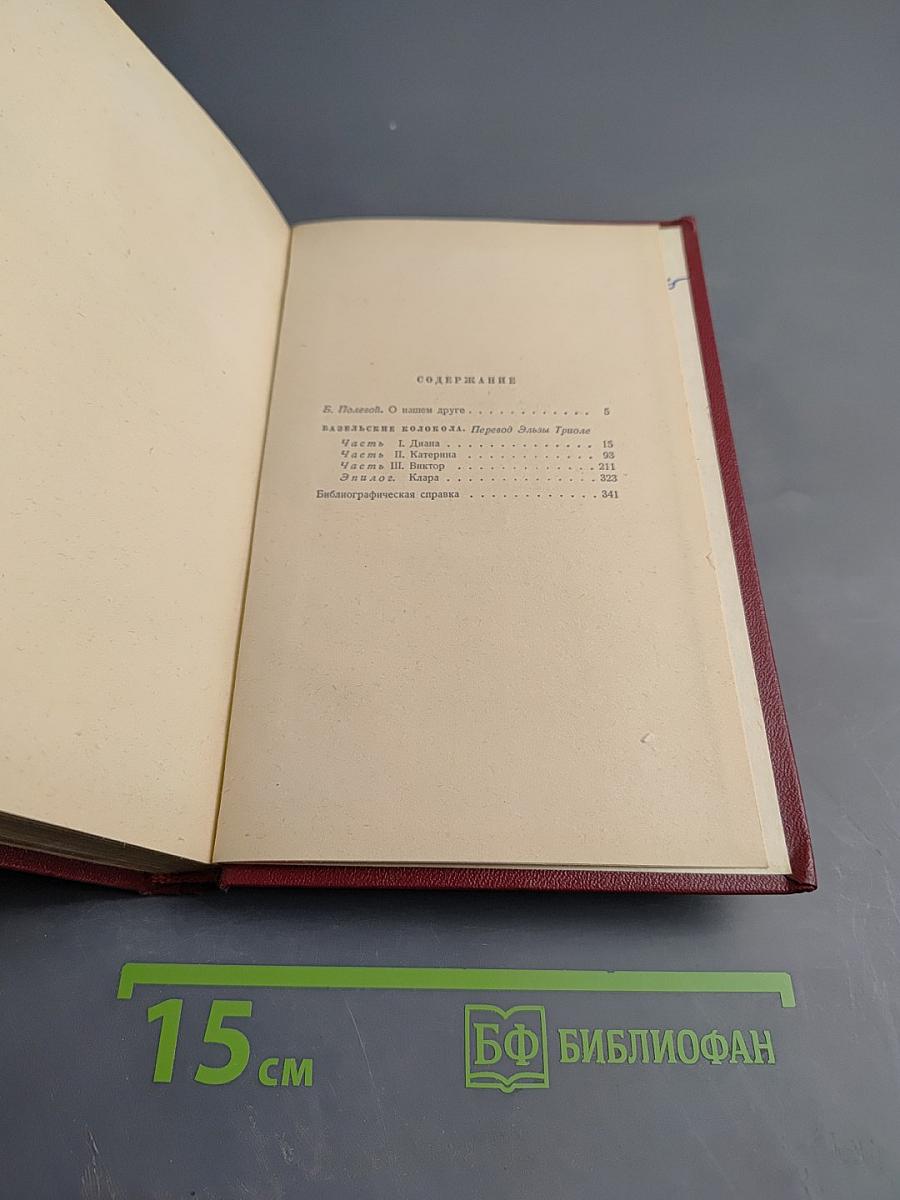 СОДЕРЖАНИЕ
Б. Полевой. О нашем друге . . . . . . . . . . . . 5
БАЗЕЛЬСКИЕ КОЛОКОЛА. Перевод Эльзы Триоле
Часть I. Диана . . . . . . . . . . . . . . . 15
Часть II. Катерина . . . . . . . . . . . . . 93
Часть III. Виктор . . . . . . . . . . . . . . 211
Эпилог. Клара . . . . . . . . . . . . . . . 323
Библиографическая справка . . . . . . . . . . . . 341
15 см
БФ БИБЛИОФАН